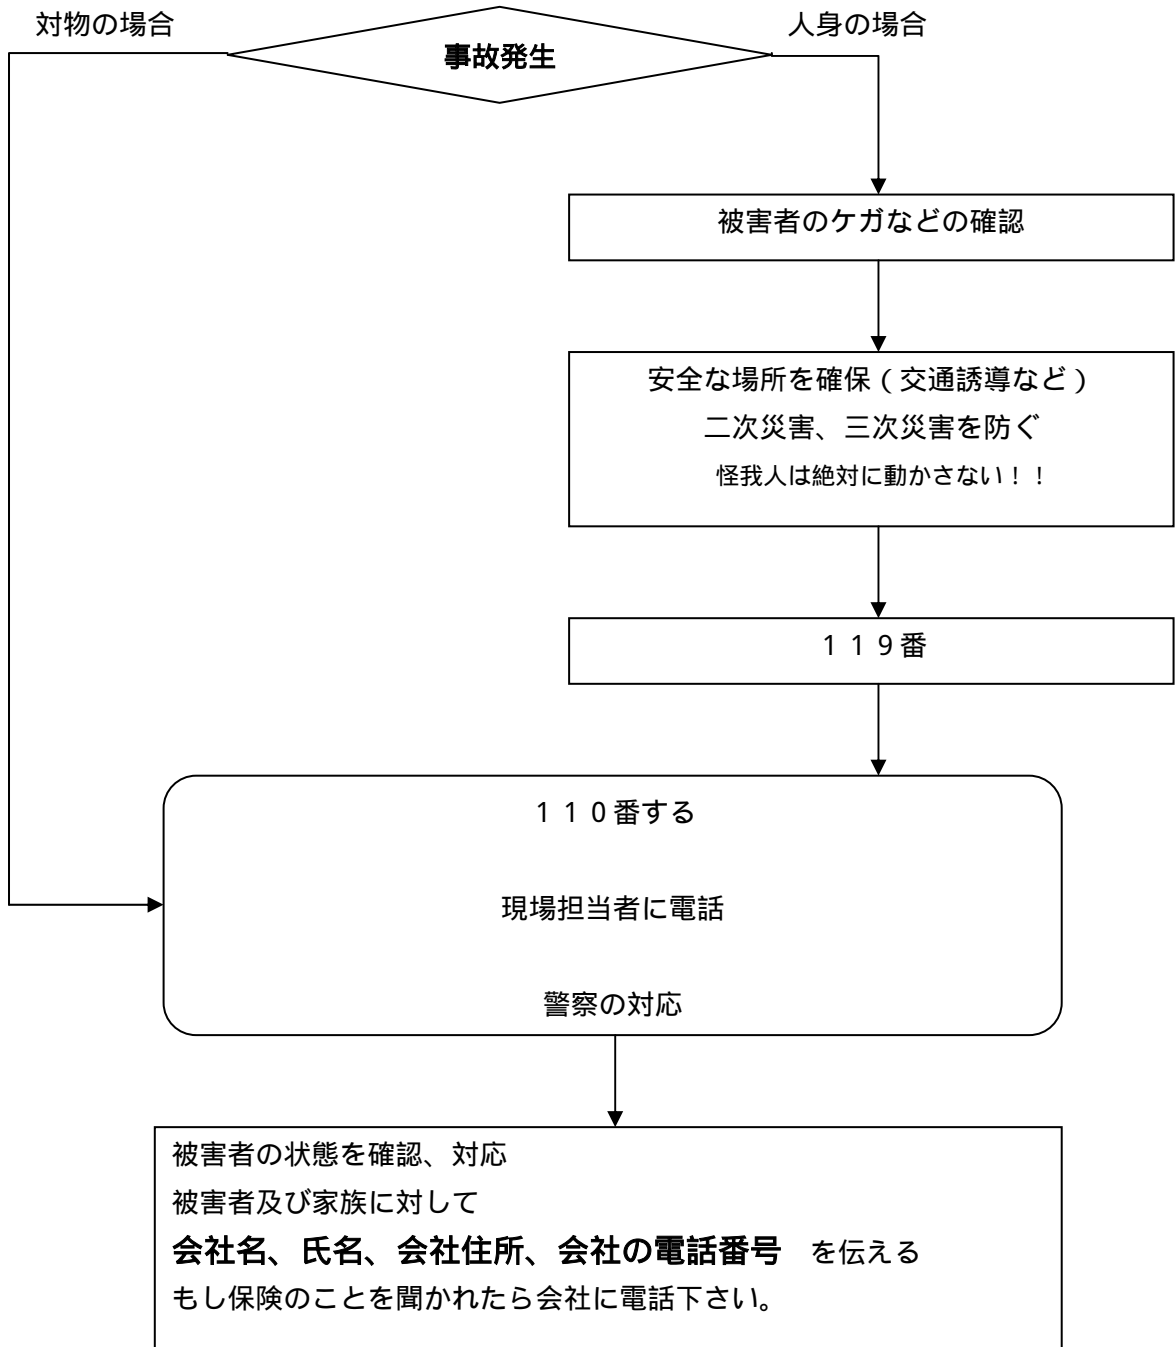 対物の場合
事故発生
人身の場合
被害者のケガなどの確認
安全な場所を確保（交通誘導など）
二次災害、三次災害を防ぐ
怪我人は絶対に動かさない！！
１１９番
１１０番する
現場担当者に電話
警察の対応
被害者の状態を確認、対応
被害者及び家族に対して
会社名、氏名、会社住所、会社の電話番号　を伝える
もし保険のことを聞かれたら会社に電話下さい。